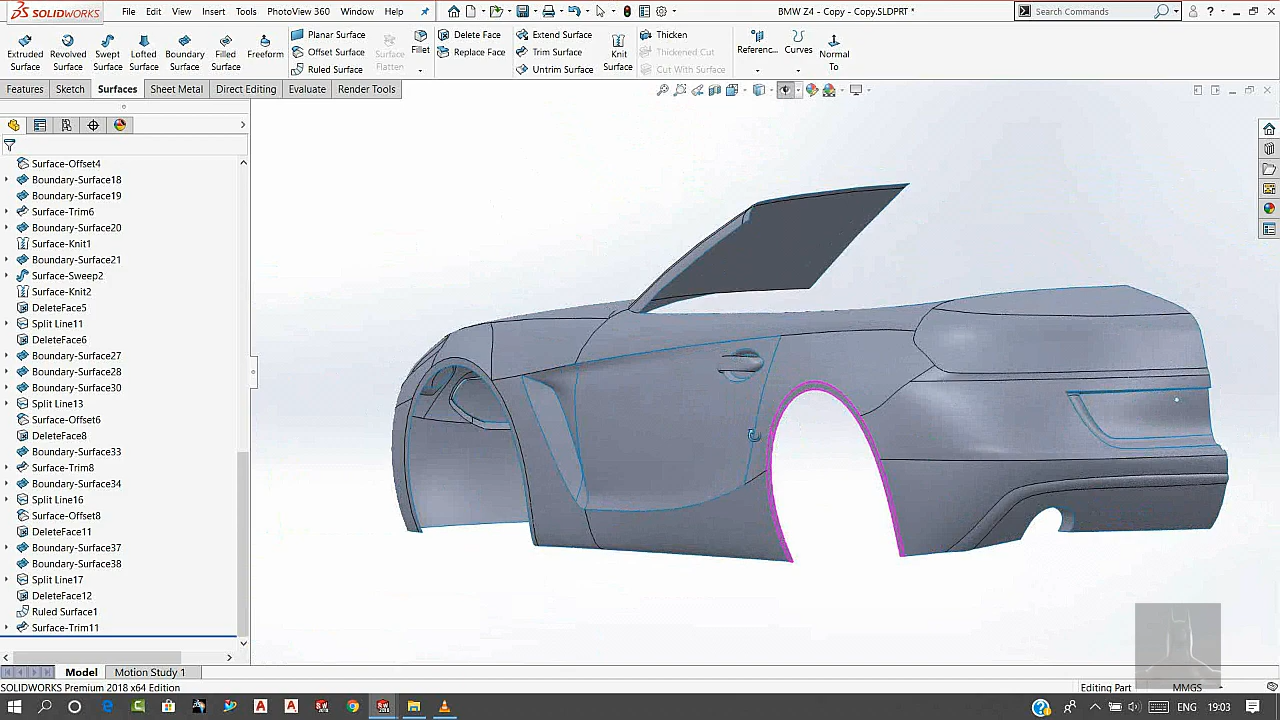 SOLIDWORKS File Edit View Insert Tools PhotoView 360 Window Help BMW Z4 - Copy - Copy.SLDPRT * Search Commands ?
Extruded Surface
Revolved Surface
Swept Surface
Lofted Surface
Boundary Surface
Filled Surface
Freeform
Planar Surface
Offset Surface
Ruled Surface
Surface Flatten
Fillet
Delete Face
Replace Face
Extend Surface
Trim Surface
Untrim Surface
Knit Surface
Thicken
Thickened Cut
Cut With Surface
Referenc...
Curves
Normal To
Features Sketch Surfaces Sheet Metal Direct Editing Evaluate Render Tools
Surface-Offset4
Boundary-Surface18
Boundary-Surface19
Surface-Trim6
Boundary-Surface20
Surface-Knit1
Boundary-Surface21
Surface-Sweep2
Surface-Knit2
DeleteFace5
Split Line11
DeleteFace6
Boundary-Surface27
Boundary-Surface28
Boundary-Surface30
Split Line13
Surface-Offset6
DeleteFace8
Boundary-Surface33
Surface-Trim8
Boundary-Surface34
Split Line16
Surface-Offset8
DeleteFace11
Boundary-Surface37
Boundary-Surface38
Split Line17
DeleteFace12
Ruled Surface1
Surface-Trim11
Model Motion Study 1
SOLIDWORKS Premium 2018 x64 Edition Editing Part MMGS
ENG 19:03